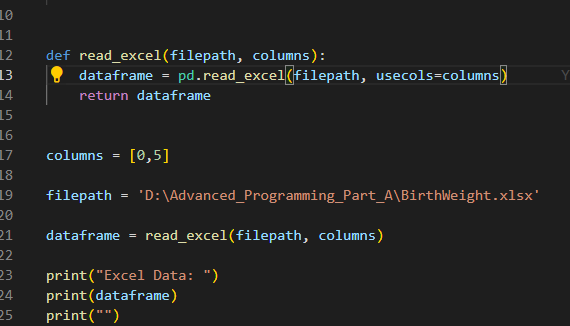 10
11
12 def read_excel(filepath, columns):
13 dataframe = pd.read_excel(filepath, usecols=columns)
14 return dataframe
15
16
17 columns = [0,5]
18
19 filepath = 'D:\Advanced_Programming_Part_A\BirthWeight.xlsx'
20
21 dataframe = read_excel(filepath, columns)
22
23 print("Excel Data: ")
24 print(dataframe)
25 print("")